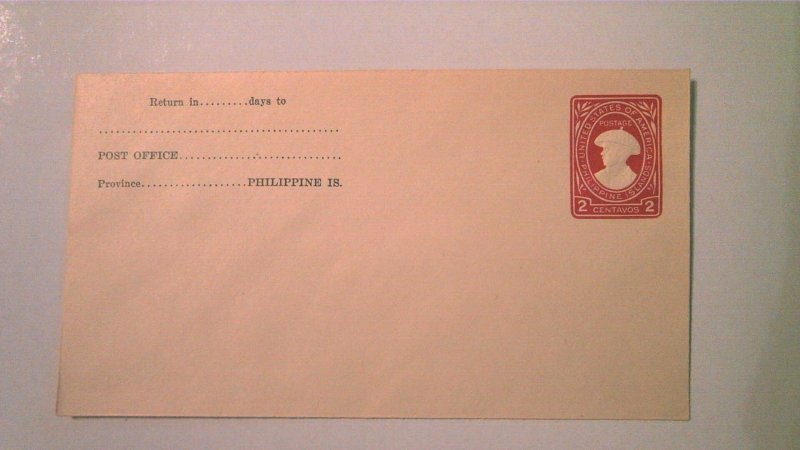 Return in.........days to
..........................................
POST OFFICE............................
Province...................PHILIPPINE IS.
UNITED STATES OF AMERICA
POSTAGE
PHILIPPINE ISLANDS
2 CENTAVOS 2